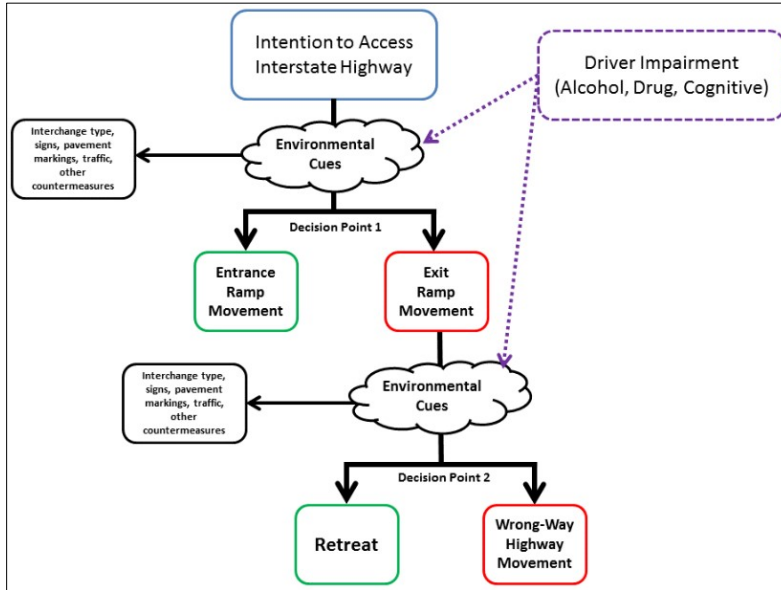 Intention to Access
Interstate Highway
Driver Impairment
(Alcohol, Drug, Cognitive)
Interchange type,
signs, pavement
markings, traffic,
other
countermeasures
Environmental
Cues
Decision Point 1
Entrance
Ramp
Movement
Exit
Ramp
Movement
Interchange type,
signs, pavement
markings, traffic,
other
countermeasures
Environmental
Cues
Decision Point 2
Retreat
Wrong-Way
Highway
Movement